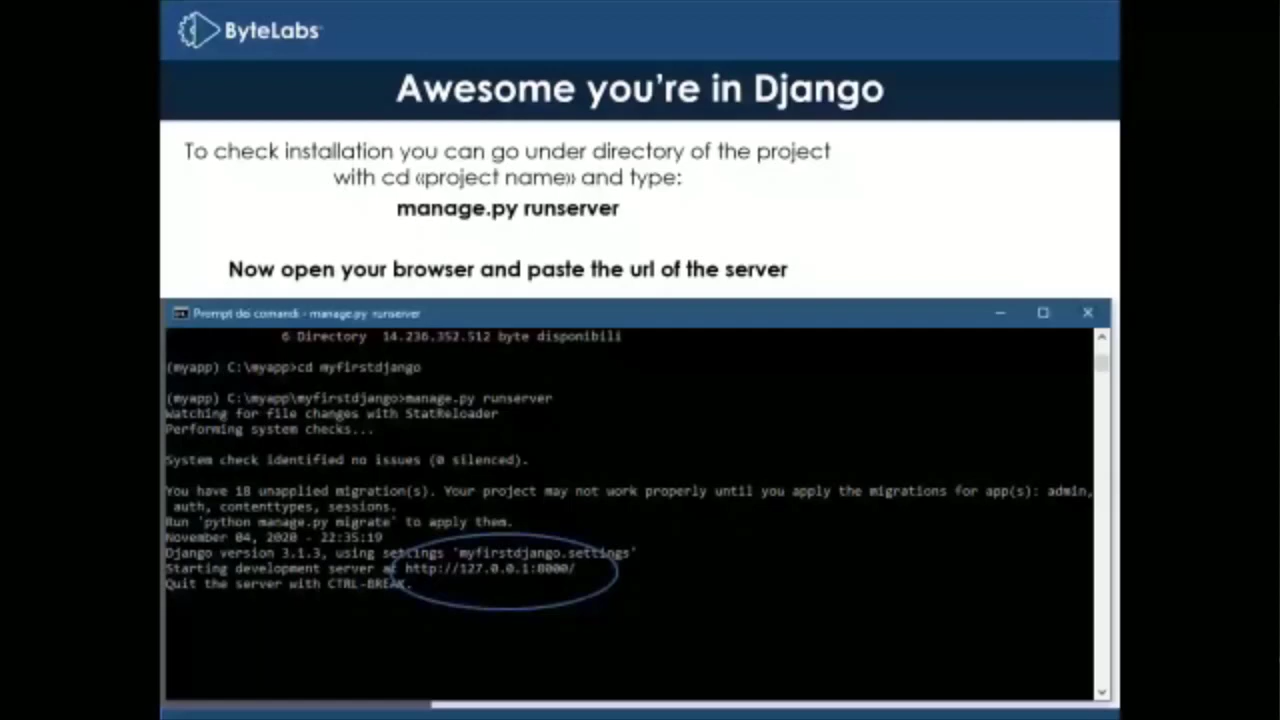 ByteLabs
Awesome you're in Django
To check installation you can go under directory of the project
with cd «project name» and type:
manage.py runserver
Now open your browser and paste the url of the server
Prompt dei comandi - manage.py runserver
6 Directory 14.236.352.512 byte disponibili
(myapp) C:\myapp>cd myfirstdjango
(myapp) C:\myapp\myfirstdjango>manage.py runserver
Watching for file changes with StatReloader
Performing system checks...
System check identified no issues (0 silenced).
You have 18 unapplied migration(s). Your project may not work properly until you apply the migrations for app(s): admin,
auth, contenttypes, sessions.
Run 'python manage.py migrate' to apply them.
November 04, 2020 - 22:35:19
Django version 3.1.3, using settings 'myfirstdjango.settings'
Starting development server at http://127.0.0.1:8000/
Quit the server with CTRL-BREAK.